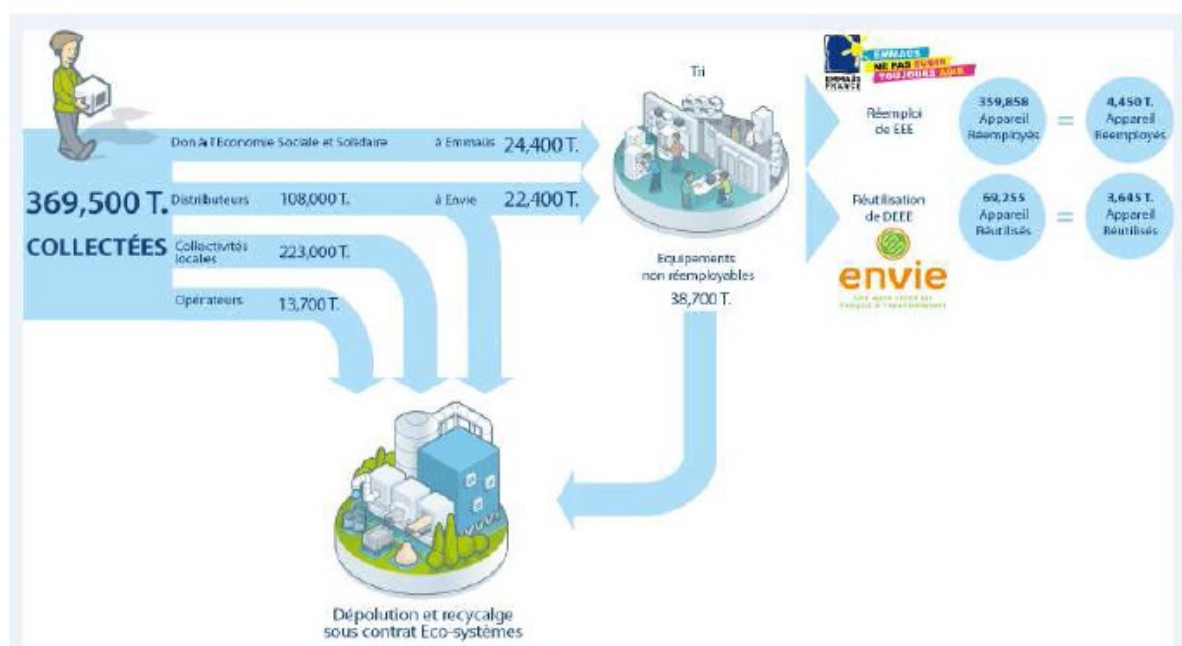 EMMAÜS
NE PAS SUBIR
TOUJOURS AGIR
EMMAÜS
FRANCE
Tri
Réemploi
de EEE
359,858
Appareil
Réemployés
=
4,450 T.
Appareil
Réemployés
Don à l'Economie Sociale et Solidaire
à Emmaüs
24,400 T.
369,500 T.
COLLECTÉES
Distributeurs
108,000 T.
à Envie
22,400 T.
Réutilisation
de DEEE
69,255
Appareil
Réutilisés
=
3,645 T.
Appareil
Réutilisés
Collectivités
locales
223,000 T.
Opérateurs
13,700 T.
Equipements
non réemployables
38,700 T.
envie
Dépolution et recycalge
sous contrat Eco-systèmes